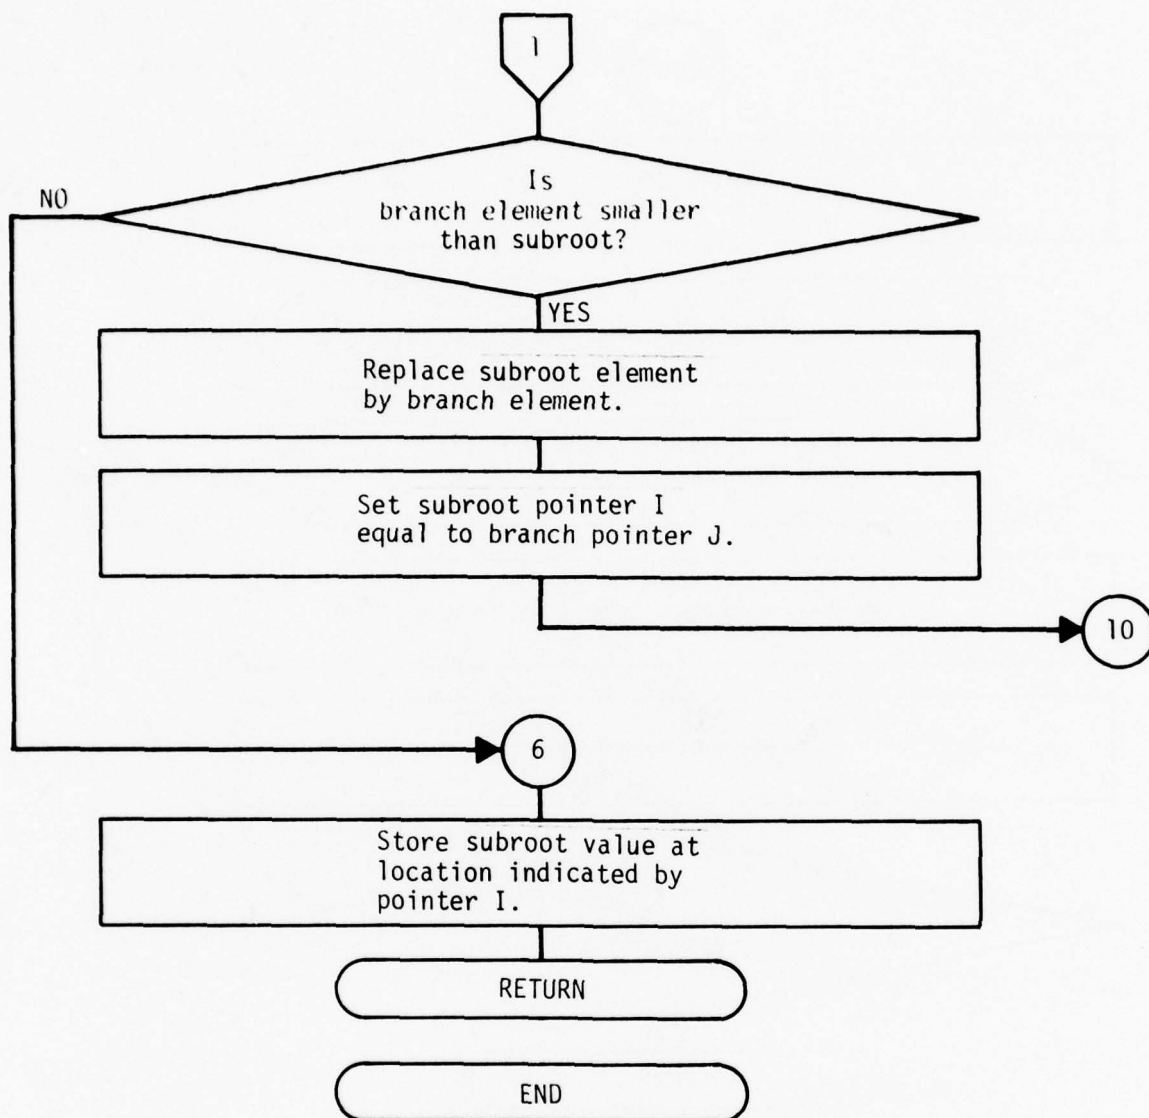 1
Is
branch element smaller
than subroot?
NO
YES
Replace subroot element
by branch element.
Set subroot pointer I
equal to branch pointer J.
10
6
Store subroot value at
location indicated by
pointer I.
RETURN
END